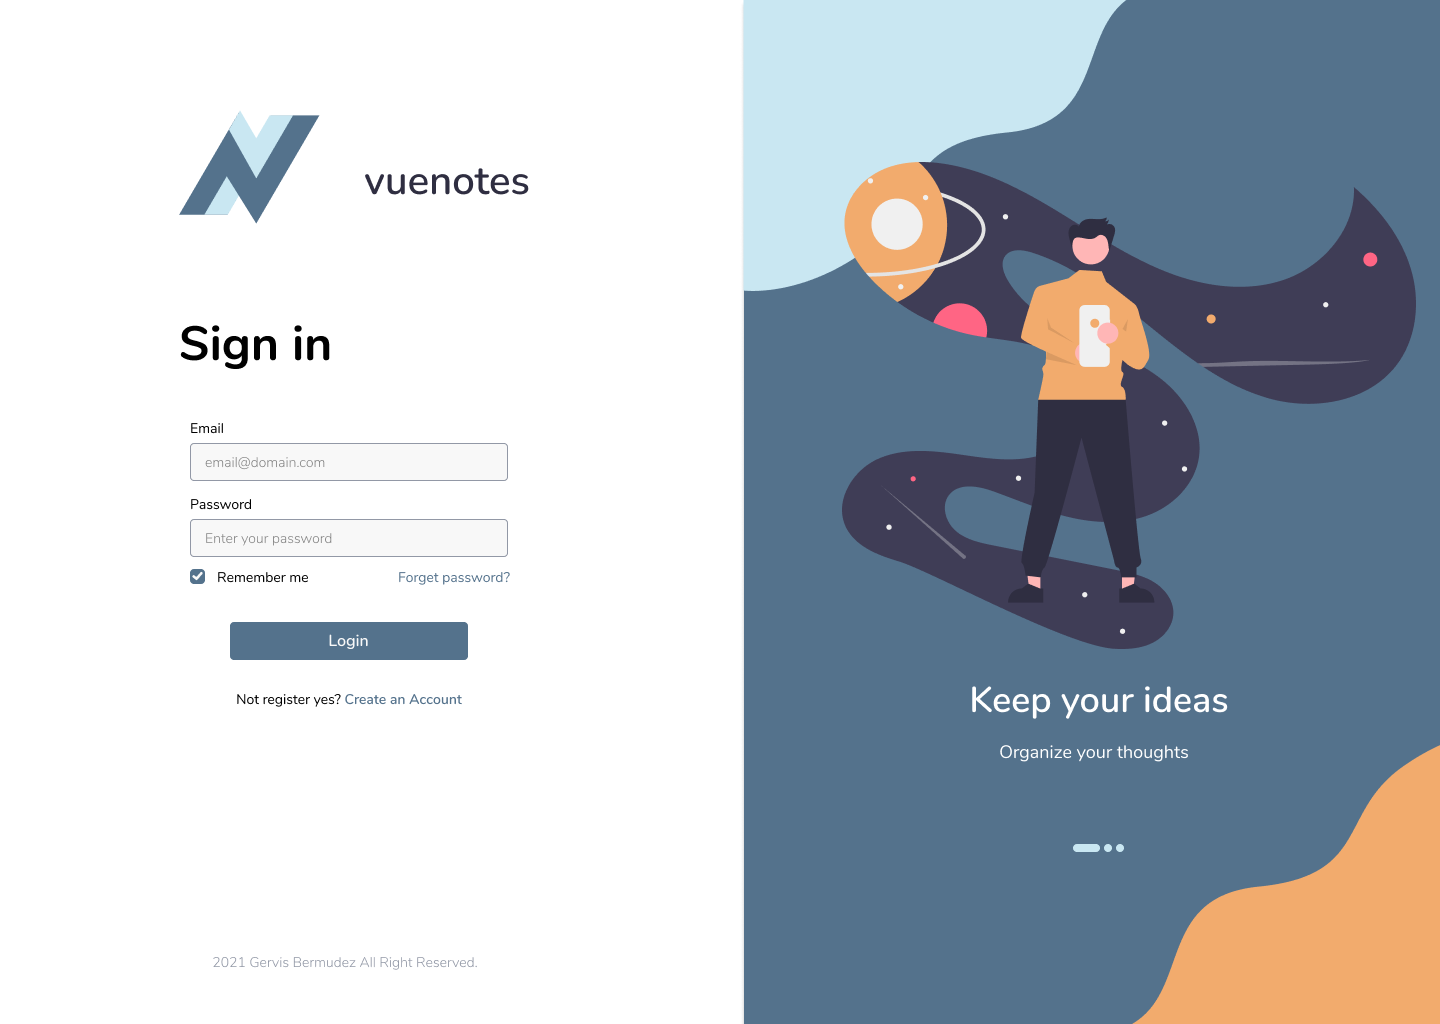 vuenotes
Sign in
Email
email@domain.com
Password
Enter your password
Remember me
Forget password?
Login
Not register yes? Create an Account
2021 Gervis Bermudez All Right Reserved.
Keep your ideas
Organize your thoughts